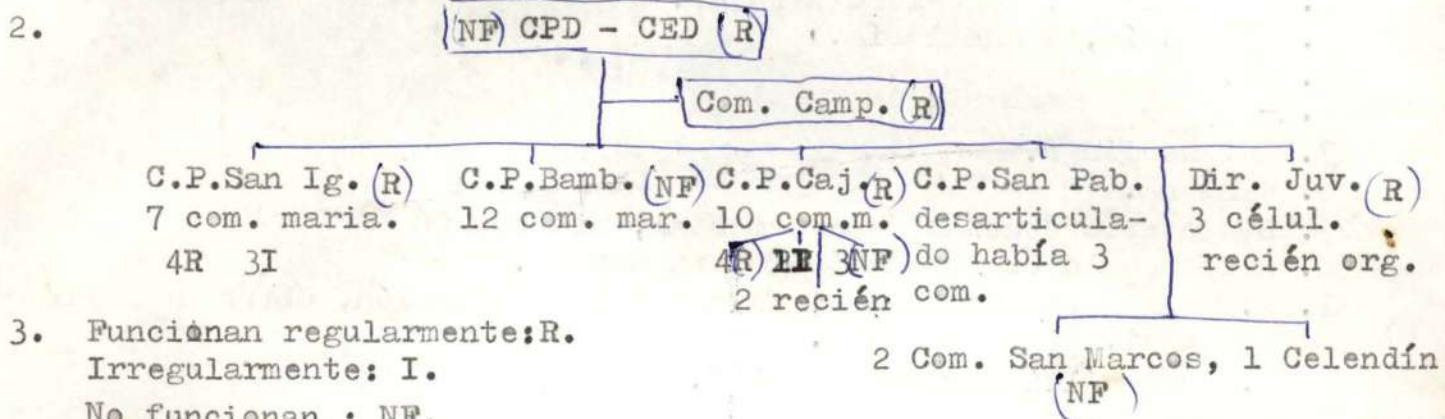 2.
(NF) CPD - CED (R)
Com. Camp. (R)
C.P.San Ig. (R) C.P.Bamb. (NF) C.P.Caj. (R) C.P.San Pab. Dir. Juv. (R)
7 com. maria. 12 com. mar. 10 com.m. desarticula- 3 célul.
4R 3I 4R) 3(NF) do había 3 recién org.
2 recién com.
3. Funcionan regularmente:R.
Irregularmente: I. 2 Com. San Marcos, 1 Celendín
(NF)
No funcionan : NF.